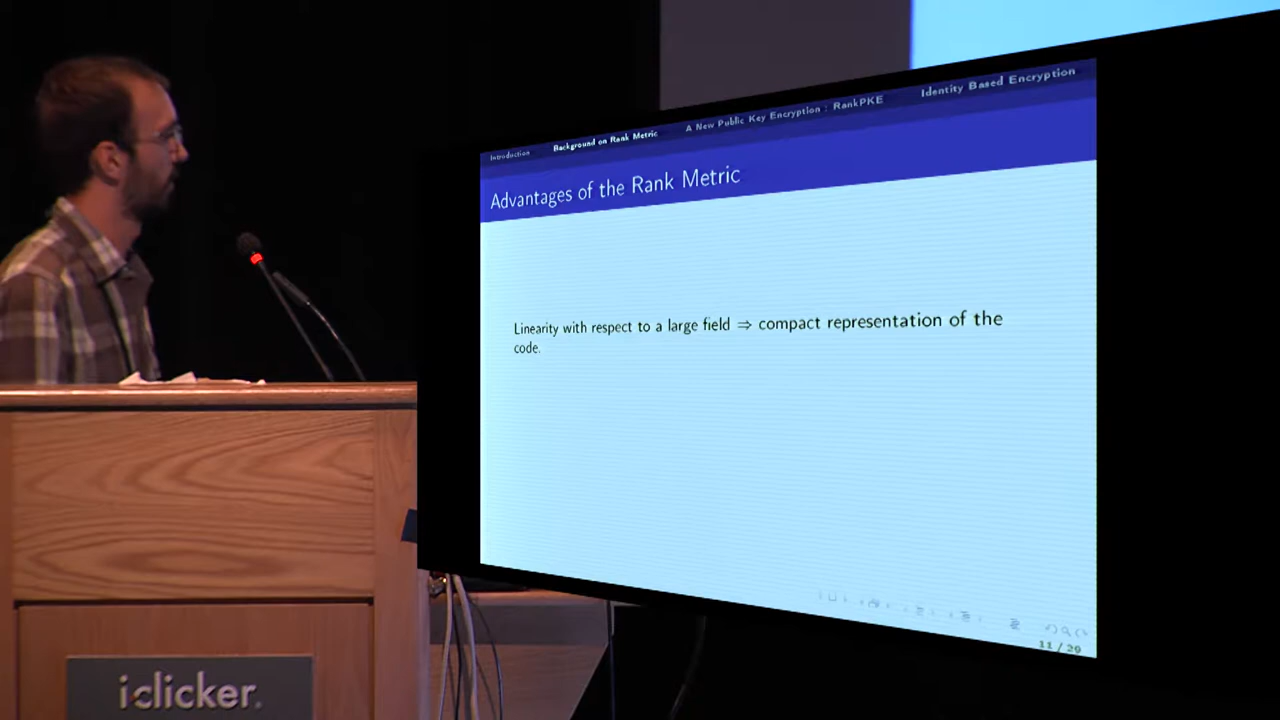 Introduction
Background on Rank Metric
A New Public Key Encryption : RankPKE
Identity Based Encryption
Advantages of the Rank Metric
Linearity with respect to a large field ⇒ compact representation of the
code.
11 / 29
i>clicker.